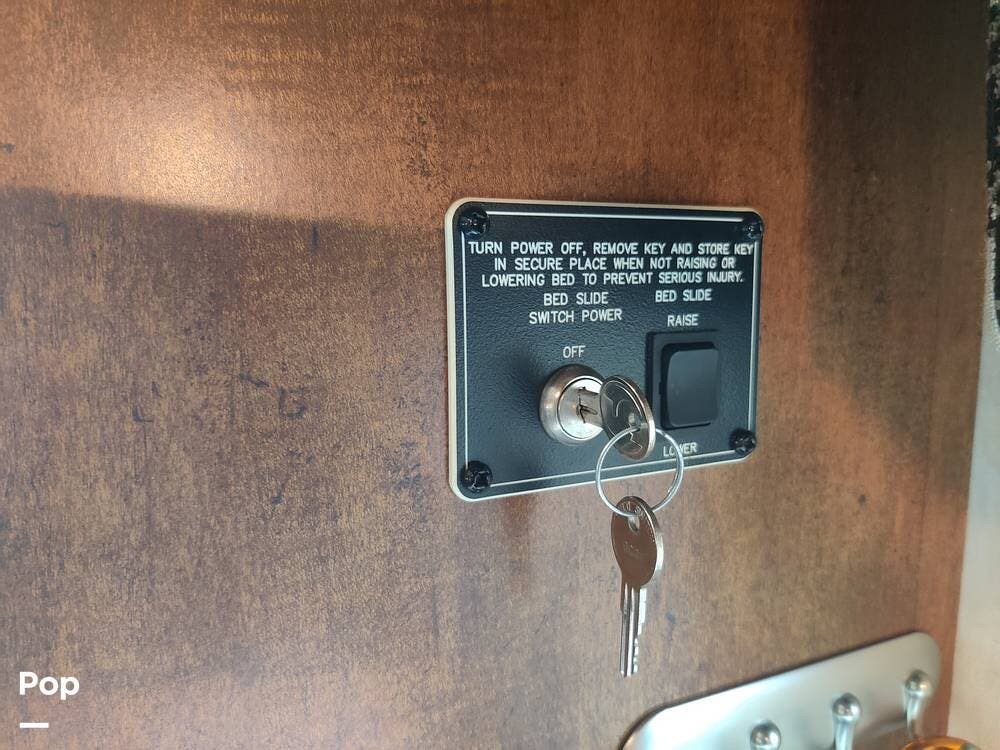 TURN POWER OFF, REMOVE KEY AND STORE KEY
IN SECURE PLACE WHEN NOT RAISING OR
LOWERING BED TO PREVENT SERIOUS INJURY.
BED SLIDE
SWITCH POWER
OFF
BED SLIDE
RAISE
LOWER
Pop